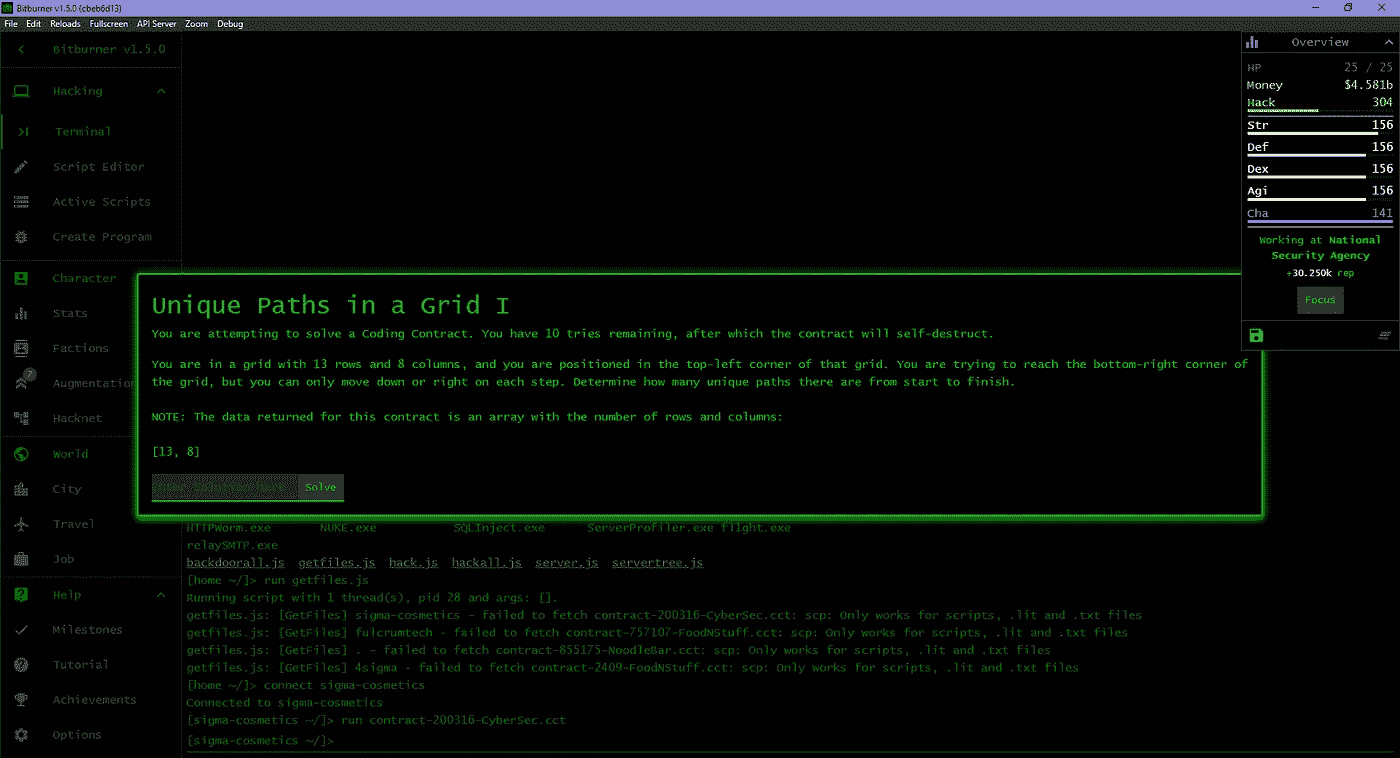 Bitburner v1.5.0 (cbeb6d13)
File Edit Reloads Fullscreen API Server Zoom Debug
Bitburner v1.5.0
Hacking
Terminal
Script Editor
Active Scripts
Create Program
Character
Stats
Factions
Augmentation
7
Hacknet
World
City
Travel
Job
Help
Milestones
Tutorial
Achievements
Options
Overview
HP 25 / 25
Money $4.581b
Hack 304
Str 156
Def 156
Dex 156
Agi 156
Cha 141
Working at National
Security Agency
+30.250k rep
Focus
Unique Paths in a Grid I
You are attempting to solve a Coding Contract. You have 10 tries remaining, after which the contract will self-destruct.
You are in a grid with 13 rows and 8 columns, and you are positioned in the top-left corner of that grid. You are trying to reach the bottom-right corner of
the grid, but you can only move down or right on each step. Determine how many unique paths there are from start to finish.
NOTE: The data returned for this contract is an array with the number of rows and columns:
[13, 8]
Enter Solution here
Solve
HTTPWorm.exe NUKE.exe SQLInject.exe ServerProfiler.exe flight.exe
relaySMTP.exe
backdoorall.js getfiles.js hack.js hackall.js server.js servertree.js
[home ~/]> run getfiles.js
Running script with 1 thread(s), pid 28 and args: [].
getfiles.js: [GetFiles] sigma-cosmetics - failed to fetch contract-200316-CyberSec.cct: scp: Only works for scripts, .lit and .txt files
getfiles.js: [GetFiles] fulcrumtech - failed to fetch contract-757107-FoodNStuff.cct: scp: Only works for scripts, .lit and .txt files
getfiles.js: [GetFiles] . - failed to fetch contract-855175-NoodleBar.cct: scp: Only works for scripts, .lit and .txt files
getfiles.js: [GetFiles] 4sigma - failed to fetch contract-2409-FoodNStuff.cct: scp: Only works for scripts, .lit and .txt files
[home ~/]> connect sigma-cosmetics
Connected to sigma-cosmetics
[sigma-cosmetics ~/]> run contract-200316-CyberSec.cct
[sigma-cosmetics ~/]>